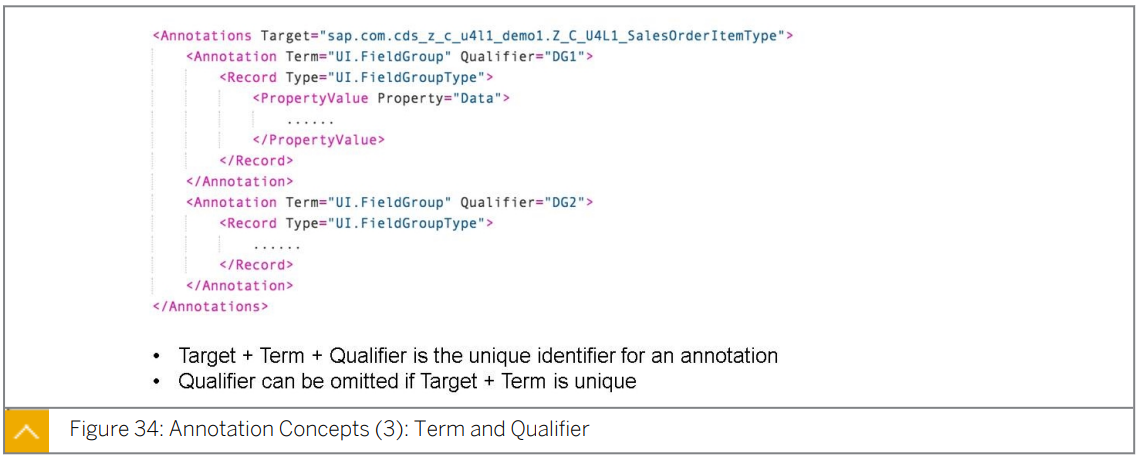 <Annotations Target="sap.com.cds_z_c_u4l1_demo1.Z_C_U4L1_SalesOrderItemType">
<Annotation Term="UI.FieldGroup" Qualifier="DG1">
<Record Type="UI.FieldGroupType">
<PropertyValue Property="Data">
......
</PropertyValue>
</Record>
</Annotation>
<Annotation Term="UI.FieldGroup" Qualifier="DG2">
<Record Type="UI.FieldGroupType">
......
</Record>
</Annotation>
</Annotations>
• Target + Term + Qualifier is the unique identifier for an annotation
• Qualifier can be omitted if Target + Term is unique
Figure 34: Annotation Concepts (3): Term and Qualifier